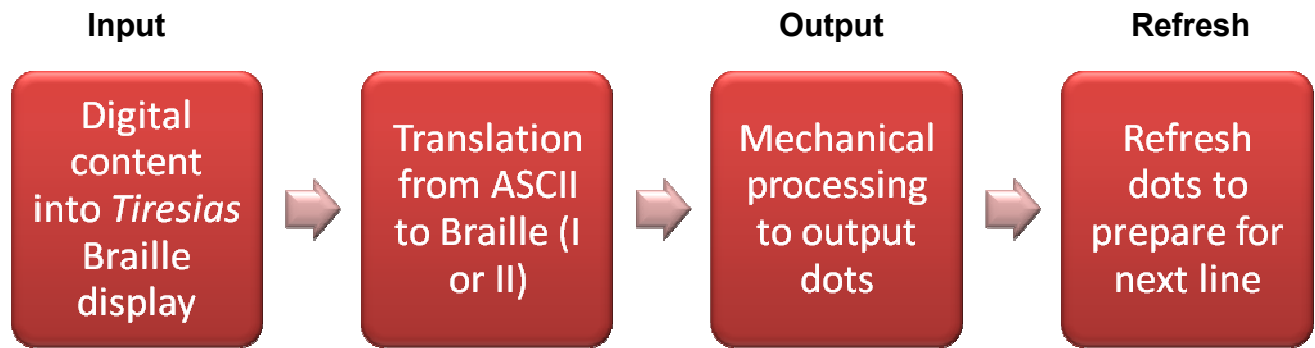 Input
Output
Refresh
Digital
content
into Tiresias
Braille
display
Translation
from ASCII
to Braille (I
or II)
Mechanical
processing
to output
dots
Refresh
dots to
prepare for
next line